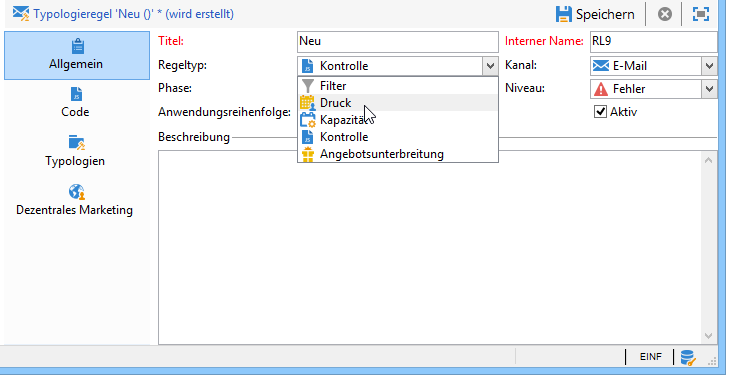 Typologieregel 'Neu ()' * (wird erstellt)
Speichern
Allgemein
Code
Typologien
Dezentrales Marketing
Titel: Neu Interner Name: RL9
Regeltyp: Kontrolle Kanal: E-Mail
Phase: Niveau: Fehler
Anwendungsreihenfolge: Aktiv
Filter
Druck
Kapazität
Kontrolle
Angebotsunterbreitung
Beschreibung
EINF